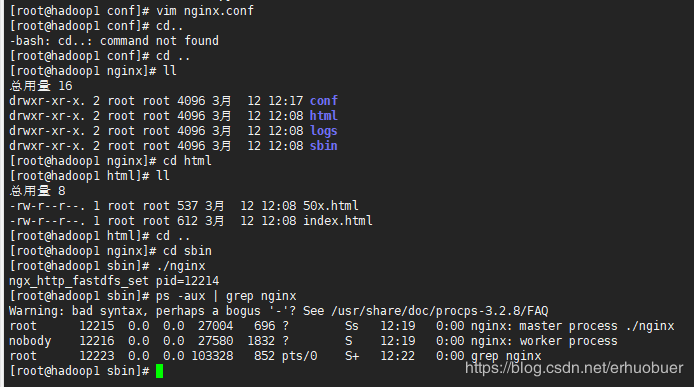 [root@hadoop1 conf]# vim nginx.conf
[root@hadoop1 conf]# cd..
-bash: cd..: command not found
[root@hadoop1 conf]# cd ..
[root@hadoop1 nginx]# ll
总用量 16
drwxr-xr-x. 2 root root 4096 3月  12 12:17 conf
drwxr-xr-x. 2 root root 4096 3月  12 12:08 html
drwxr-xr-x. 2 root root 4096 3月  12 12:08 logs
drwxr-xr-x. 2 root root 4096 3月  12 12:08 sbin
[root@hadoop1 nginx]# cd html
[root@hadoop1 html]# ll
总用量 8
-rw-r--r--. 1 root root 537 3月  12 12:08 50x.html
-rw-r--r--. 1 root root 612 3月  12 12:08 index.html
[root@hadoop1 html]# cd ..
[root@hadoop1 nginx]# cd sbin
[root@hadoop1 sbin]# ./nginx
ngx_http_fastdfs_set pid=12214
[root@hadoop1 sbin]# ps -aux | grep nginx
Warning: bad syntax, perhaps a bogus '-'? See /usr/share/doc/procps-3.2.8/FAQ
root     12215  0.0  0.0  27004   696 ?        Ss   12:19   0:00 nginx: master process ./nginx
nobody   12216  0.0  0.0  27580  1832 ?        S    12:19   0:00 nginx: worker process
root     12223  0.0  0.0 103328   852 pts/0    S+   12:22   0:00 grep nginx
[root@hadoop1 sbin]#
https://blog.csdn.net/erhuobuer